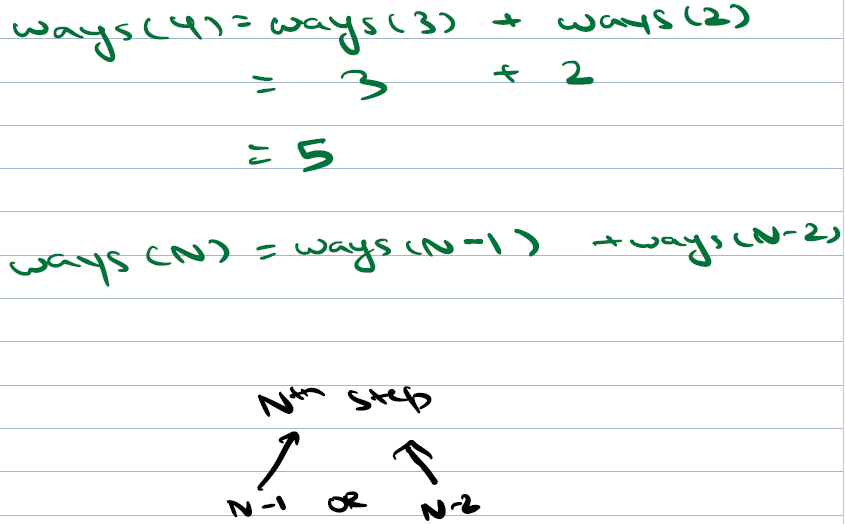 ways(4) = ways(3) + ways(2)
= 3 + 2
= 5
ways(N) = ways(N-1) + ways(N-2)
Nth step
N-1 OR N-2